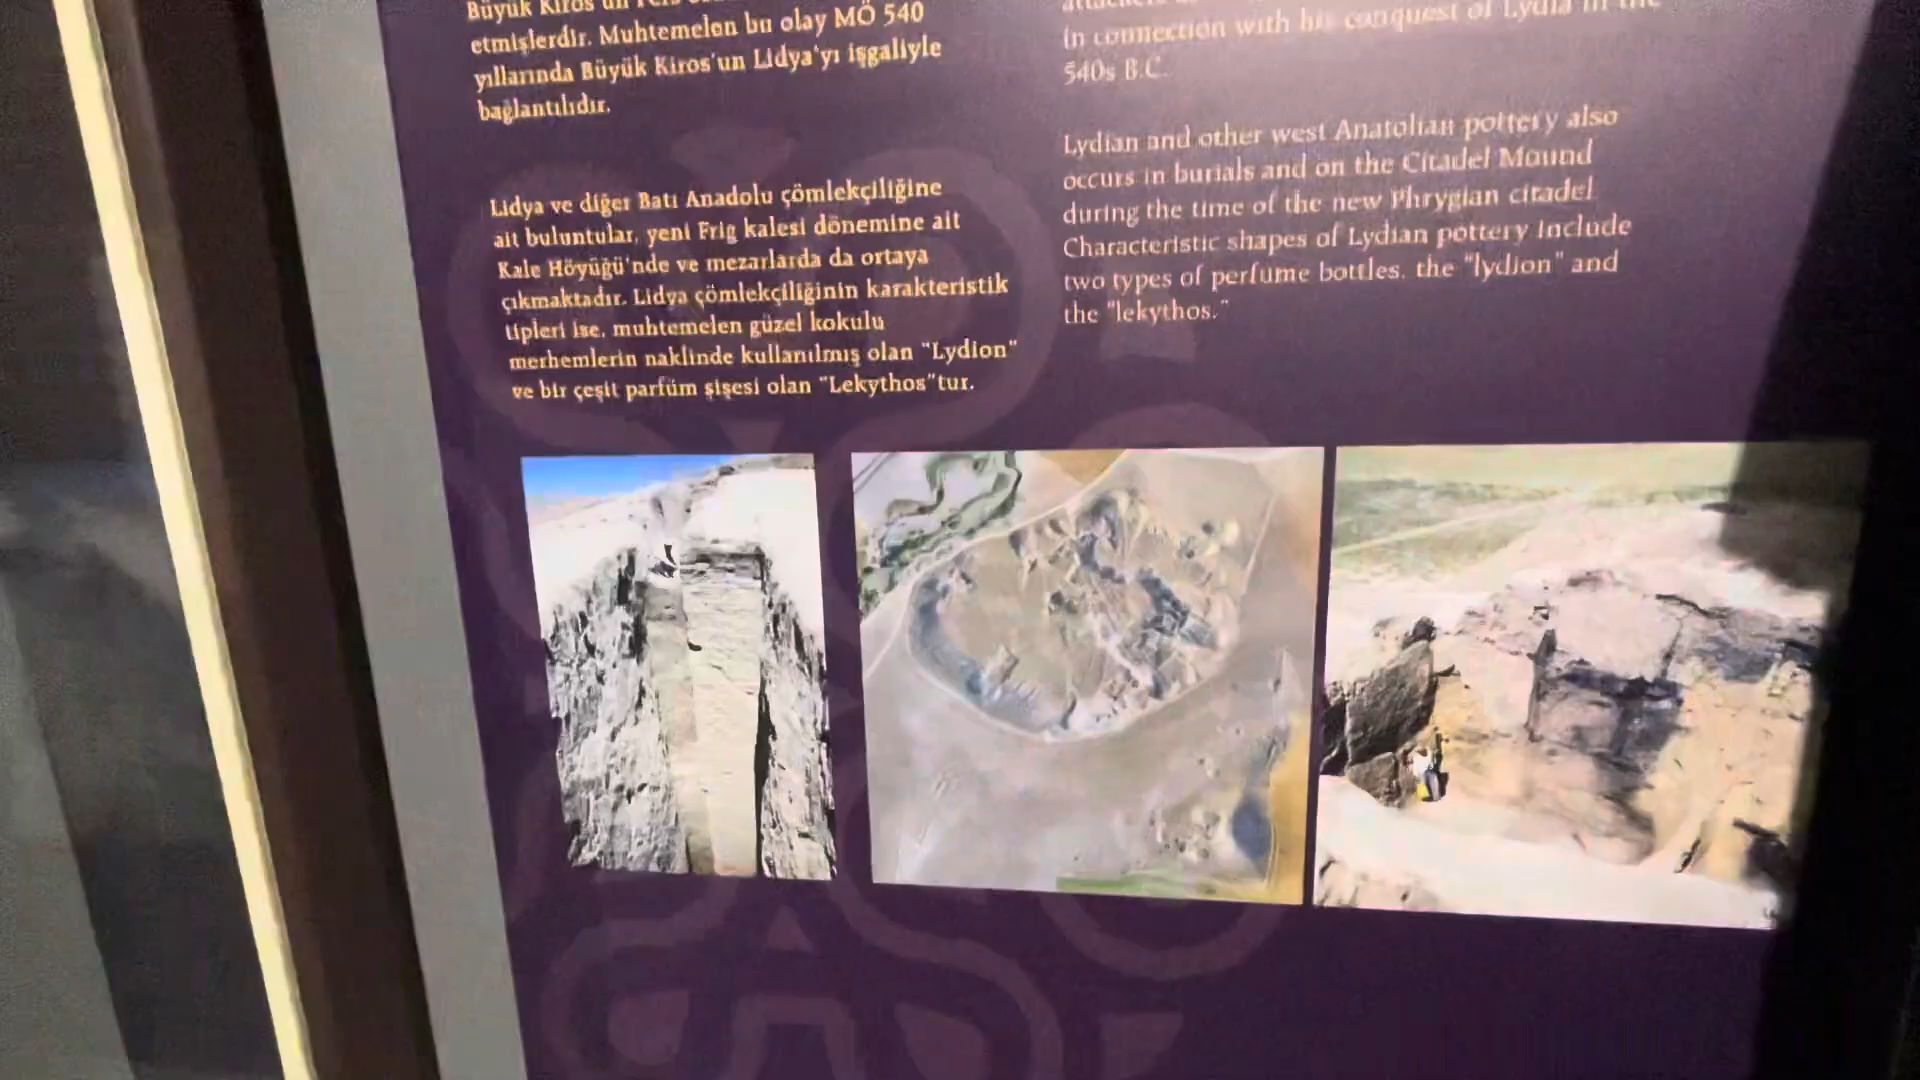 Büyük Kiros'un
etmişlerdir. Muhtemelen bu olay MÖ 540
yıllarında Büyük Kiros'un Lidya'yı işgaliyle
bağlantılıdır.
Lidya ve diğer Batı Anadolu çömlekçiliğine
ait buluntular, yeni Frig kalesi dönemine ait
Kale Höyüğü'nde ve mezarlarda da ortaya
çıkmaktadır. Lidya çömlekçiliğinin karakteristik
tipleri ise, muhtemelen güzel kokulu
merhemlerin naklinde kullanılmış olan "Lydion"
ve bir çeşit parfüm şişesi olan "Lekythos"tur.
in connection with his conquest of Lydia in the
540s B.C.
Lydian and other west Anatolian pottery also
occurs in burials and on the Citadel Mound
during the time of the new Phrygian citadel
Characteristic shapes of Lydian pottery include
two types of perfume bottles, the "lydion" and
the "lekythos."